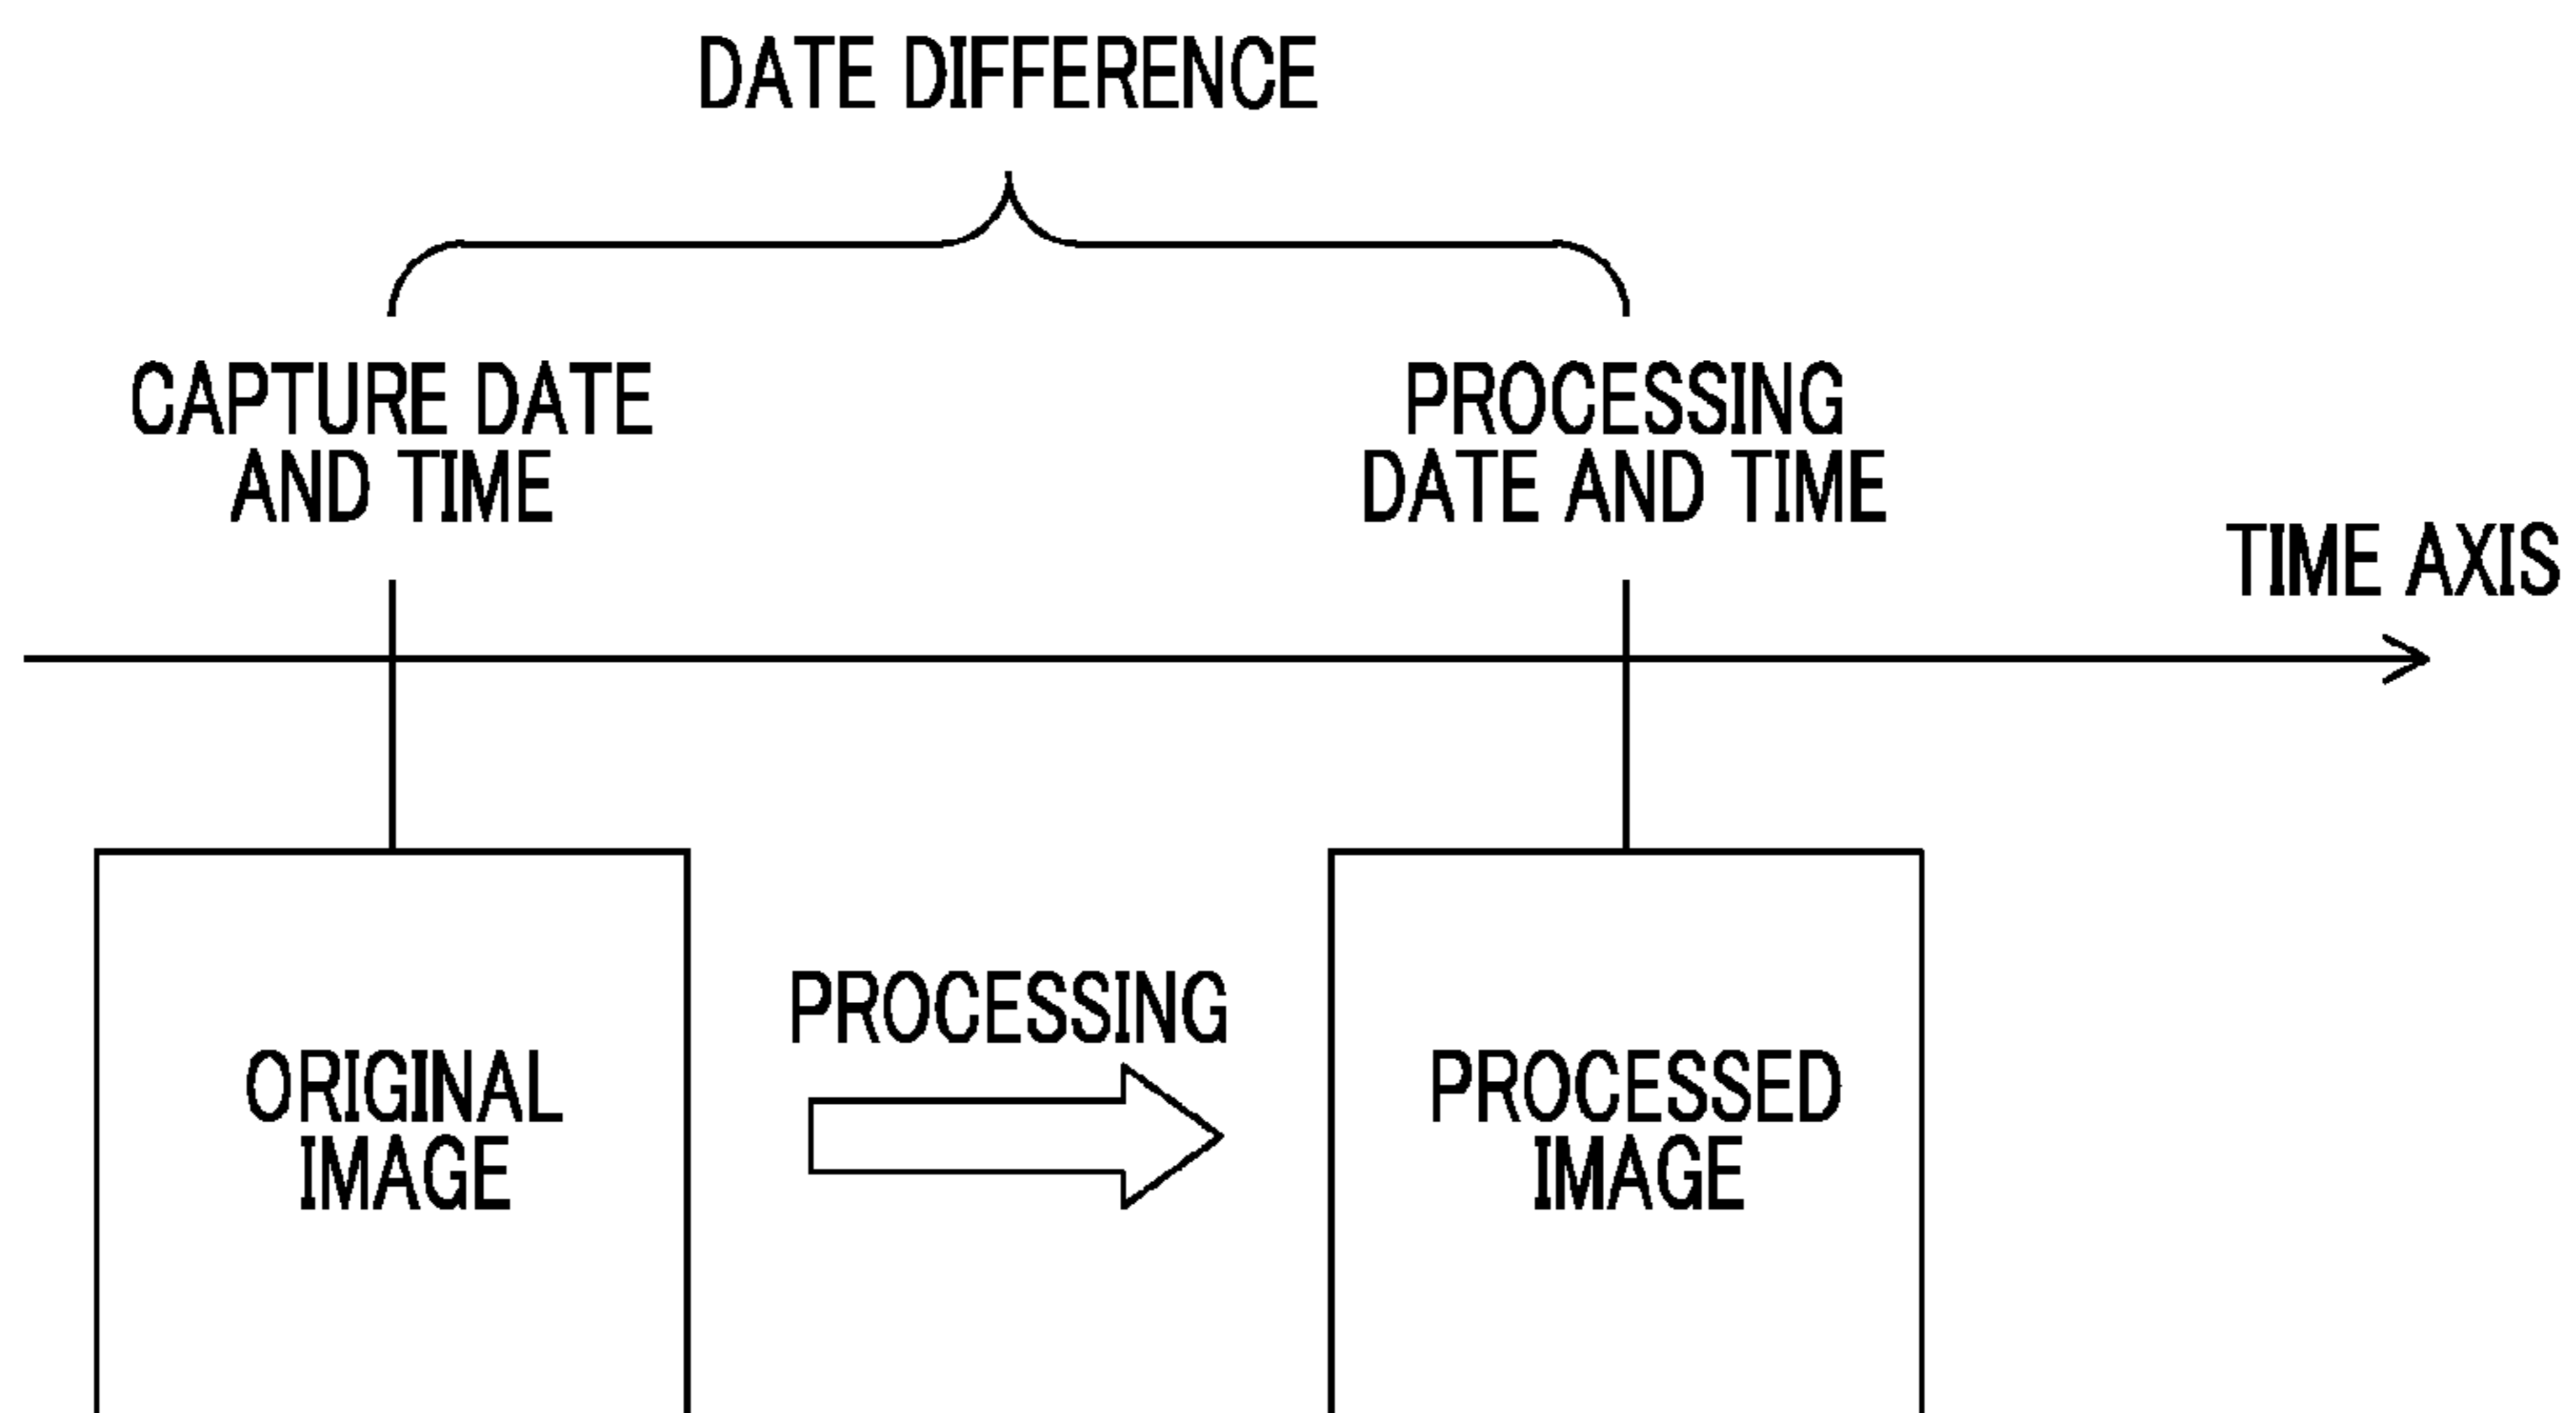 DATE DIFFERENCE
CAPTURE DATE
AND TIME
PROCESSING
DATE AND TIME
TIME AXIS
PROCESSING
ORIGINAL
IMAGE
PROCESSED
IMAGE